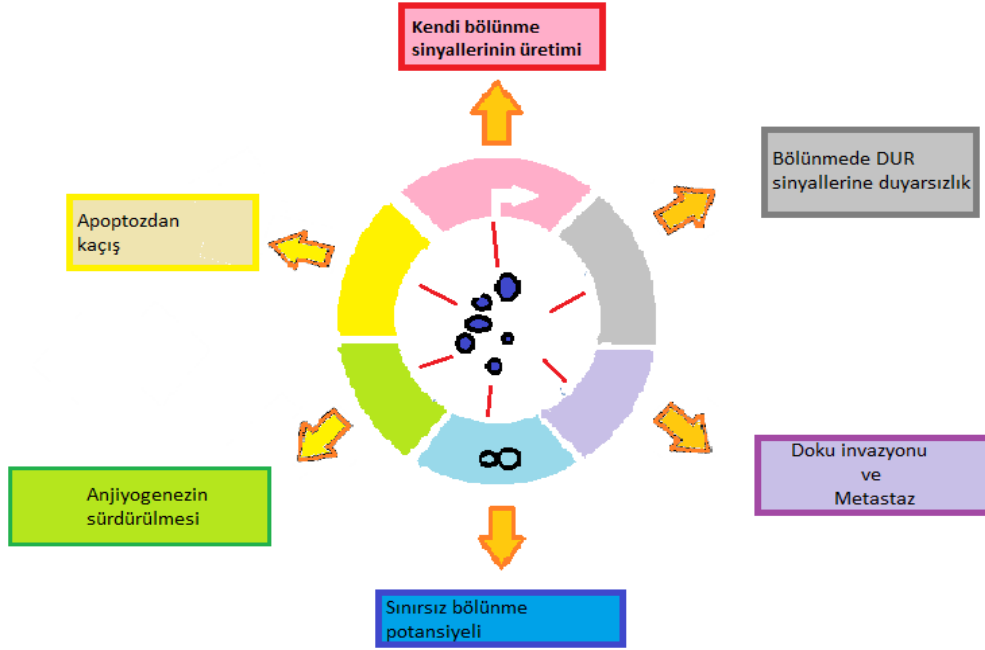 Kendi bölünme
sinyallerinin üretimi
Bölünmede DUR
sinyallerine duyarsızlık
Apoptozdan
kaçış
Doku invazyonu
ve
Metastaz
Anjiyogenezin
sürdürülmesi
Sınırsız bölünme
potansiyeli